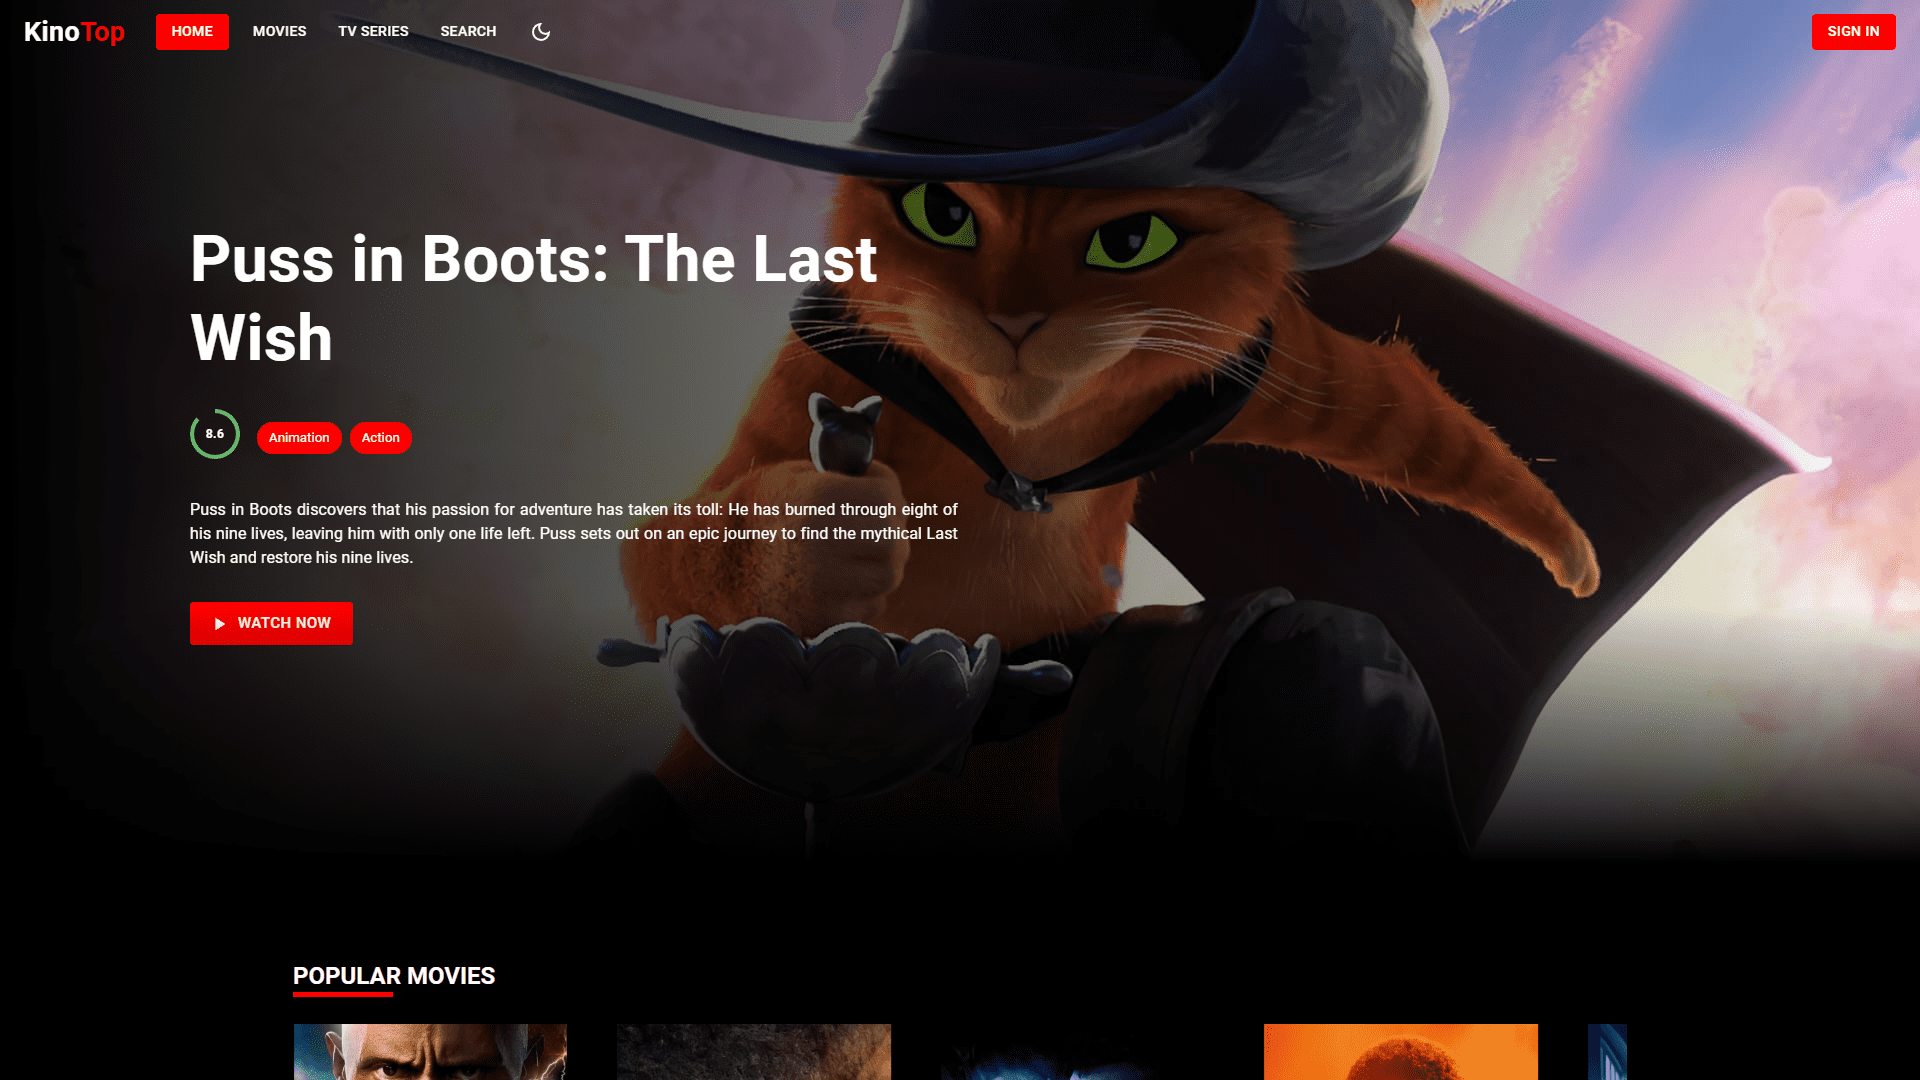 KinoTop
HOME
MOVIES
TV SERIES
SEARCH
SIGN IN
Puss in Boots: The Last
Wish
8.6
Animation
Action
Puss in Boots discovers that his passion for adventure has taken its toll: He has burned through eight of
his nine lives, leaving him with only one life left. Puss sets out on an epic journey to find the mythical Last
Wish and restore his nine lives.
WATCH NOW
POPULAR MOVIES